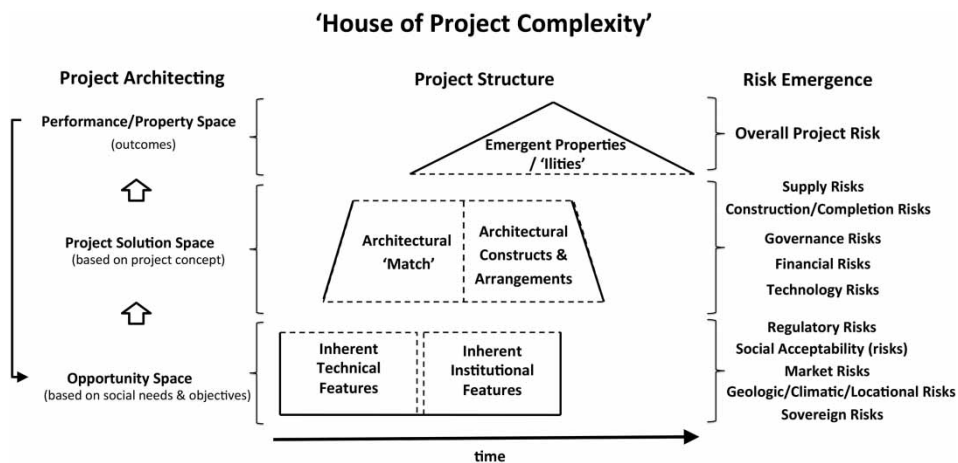 ‘House of Project Complexity’
Project Architecting
Performance/Property Space
(outcomes)
Project Solution Space
(based on project concept)
Opportunity Space
(based on social needs & objectives)
Project Structure
Emergent Properties
/ ‘Ilities’
Architectural
‘Match’
Architectural
Constructs &
Arrangements
Inherent
Technical
Features
Inherent
Institutional
Features
time
Risk Emergence
Overall Project Risk
Supply Risks
Construction/Completion Risks
Governance Risks
Financial Risks
Technology Risks
Regulatory Risks
Social Acceptability (risks)
Market Risks
Geologic/Climatic/Locational Risks
Sovereign Risks